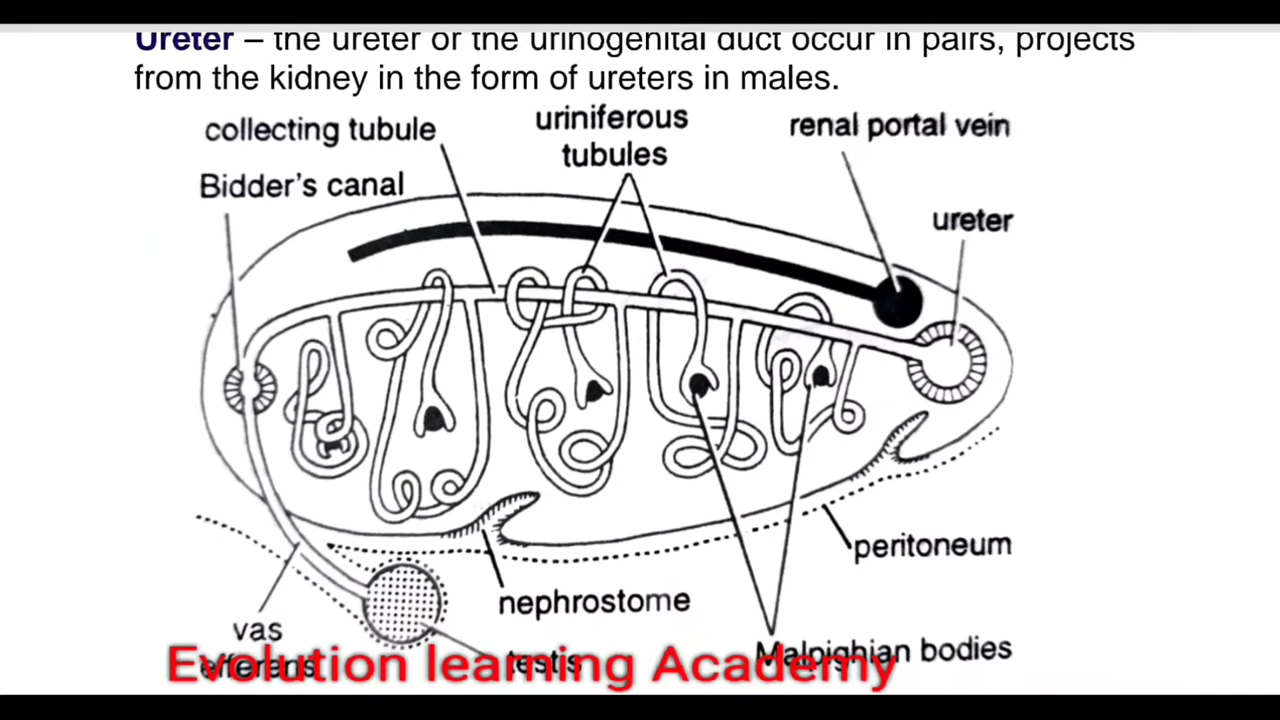 Ureter – the ureter or the urinogenital duct occur in pairs, projects
from the kidney in the form of ureters in males.
collecting tubule
uriniferous
tubules
renal portal vein
Bidder's canal
ureter
peritoneum
nephrostome
vas
efferens
testis
Malpighian bodies
Evolution learning Academy